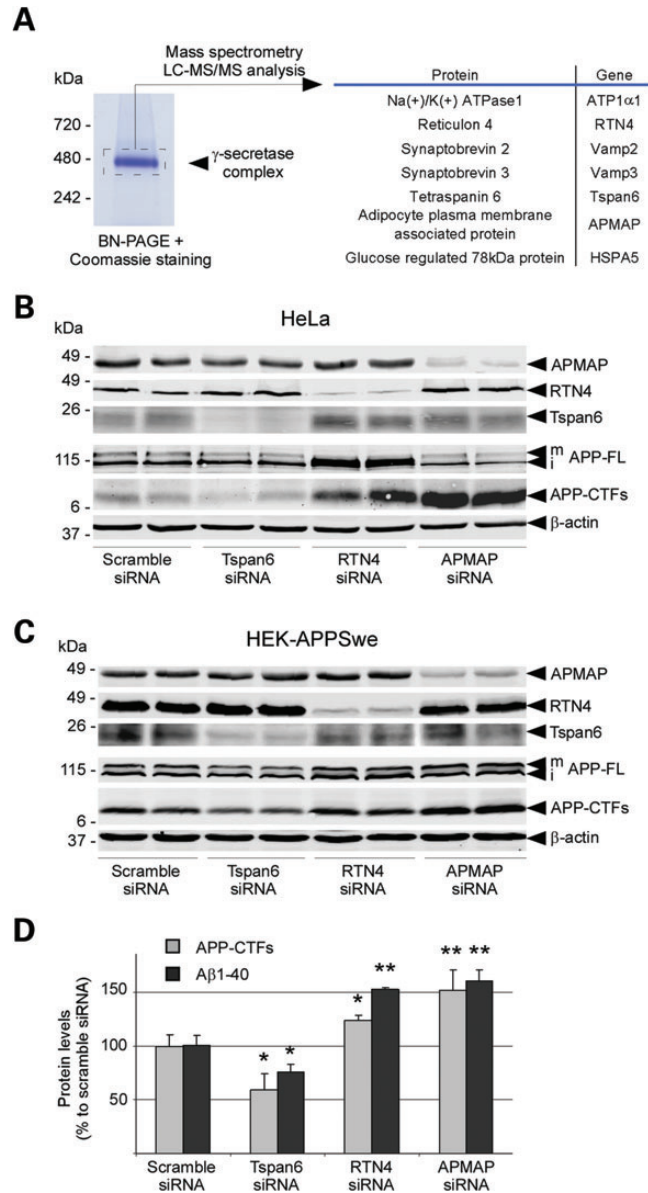 A
Mass spectrometry
LC-MS/MS analysis
kDa
720 -
480 -
242 -
γ-secretase
complex
BN-PAGE +
Coomassie staining
Protein Gene
Na(+)/K(+) ATPase1 ATP1α1
Reticulon 4 RTN4
Synaptobrevin 2 Vamp2
Synaptobrevin 3 Vamp3
Tetraspanin 6 Tspan6
Adipocyte plasma membrane
associated protein APMAP
Glucose regulated 78kDa protein HSPA5
B
HeLa
kDa
49 - APMAP
49 - RTN4
26 - Tspan6
115 - m i APP-FL
6 - APP-CTFs
37 - β-actin
Scramble siRNA
Tspan6 siRNA
RTN4 siRNA
APMAP siRNA
C
HEK-APPSwe
kDa
49 - APMAP
49 - RTN4
26 - Tspan6
115 - m i APP-FL
6 - APP-CTFs
37 - β-actin
Scramble siRNA
Tspan6 siRNA
RTN4 siRNA
APMAP siRNA
D
APP-CTFs
Aβ1-40
Protein levels
(% to scramble siRNA)
150
100
50
* *
* **
** **
Scramble siRNA
Tspan6 siRNA
RTN4 siRNA
APMAP siRNA